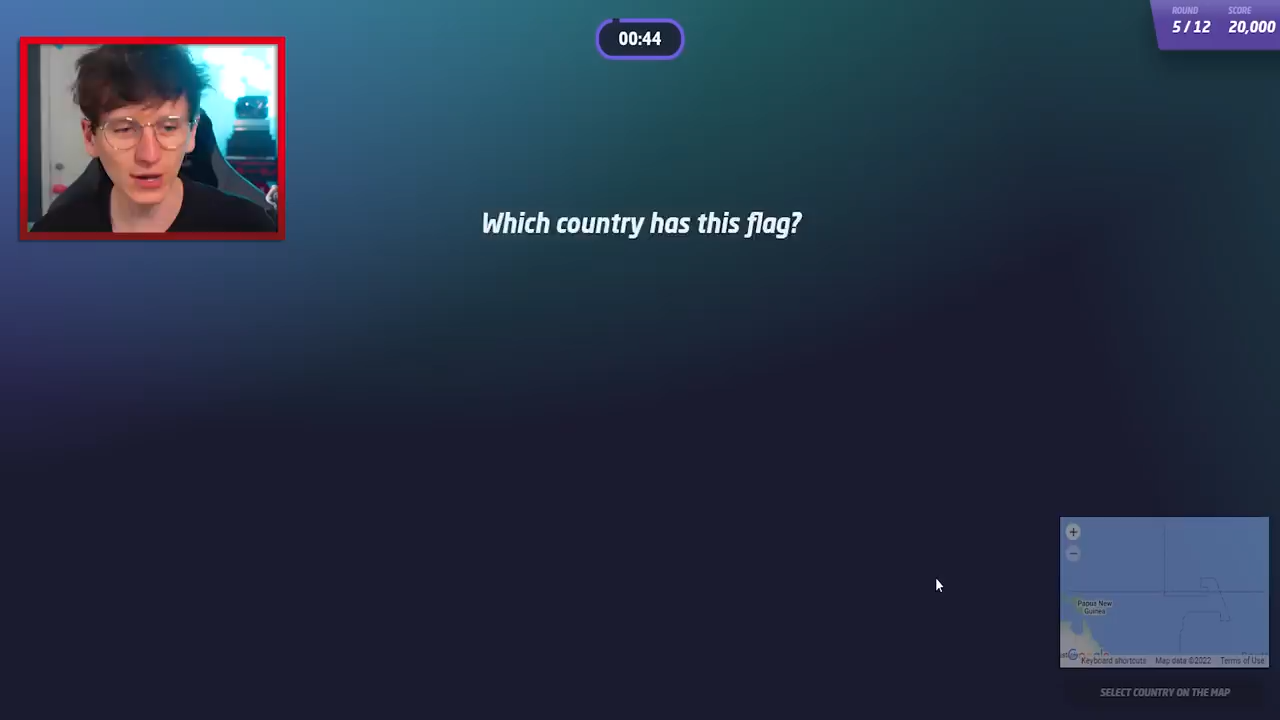 00:44
ROUND SCORE
5 / 12 20,000
Which country has this flag?
+
−
Papua New
Guinea
Google
Keyboard shortcuts Map data ©2022 Terms of Use
SELECT COUNTRY ON THE MAP